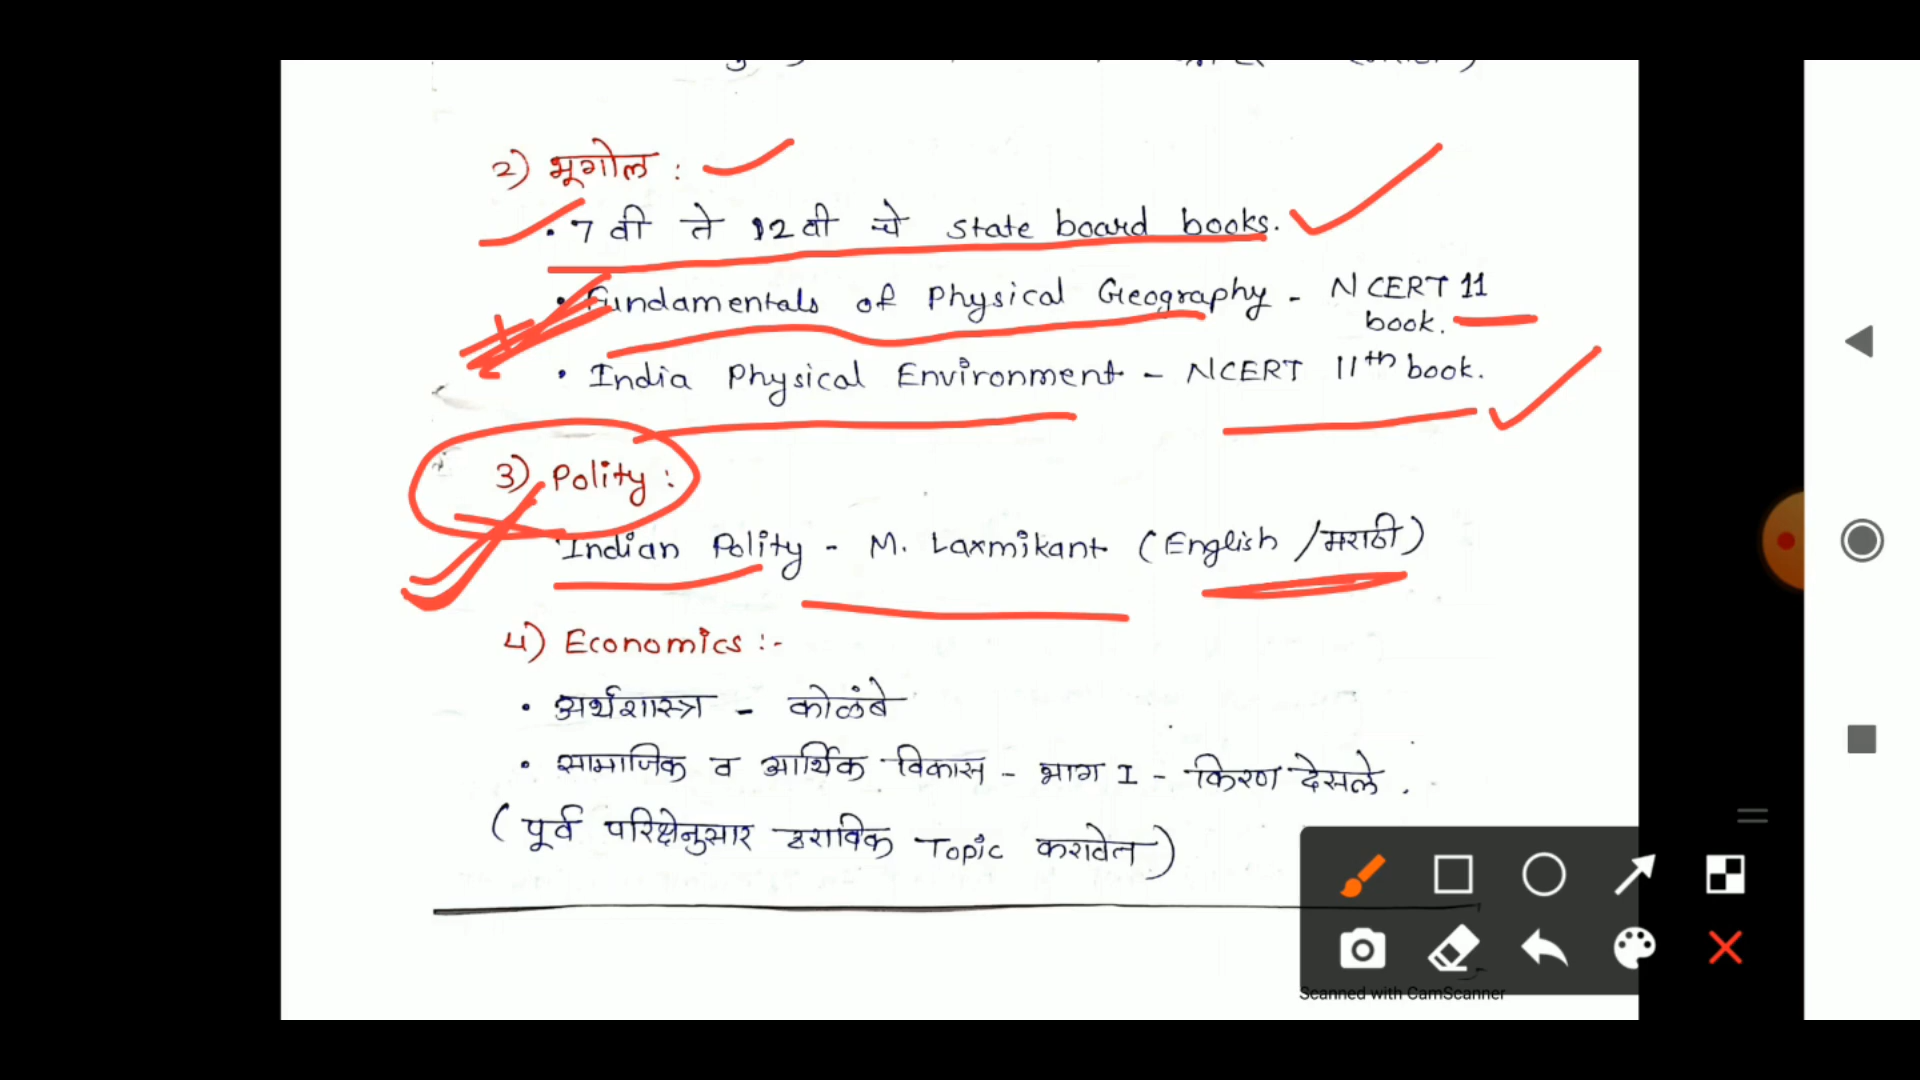 2) भूगोल :
• 7 वी ते 12 वी चे state board books.
• Fundamentals of Physical Geography - NCERT 11
book.
• India Physical Environment - NCERT 11th book.
3) Polity :
Indian Polity - M. Laxmikant (English / मराठी)
4) Economics :-
• अर्थशास्त्र - कोळंबे
• सामाजिक व आर्थिक विकास - भाग I - किरण देसले .
( पूर्व परिक्षेनुसार ठराविक Topic करावेत )
Scanned with CamScanner